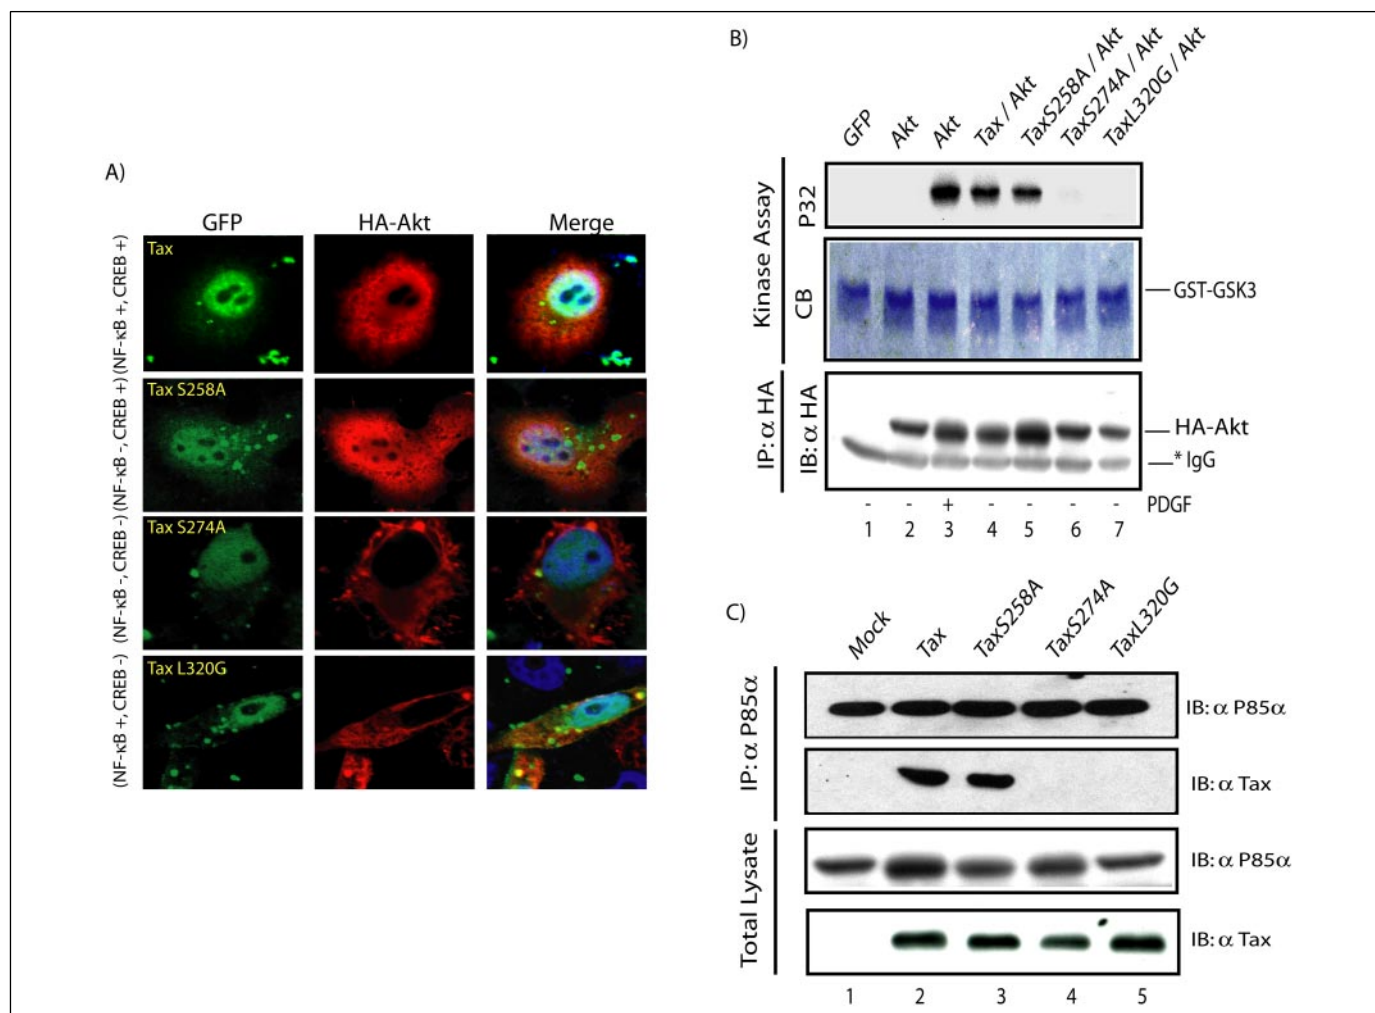 A)
GFP HA-Akt Merge
(NF-κB +, CREB +)
Tax
(NF-κB -, CREB +)
Tax S258A
(NF-κB -, CREB -)
Tax S274A
(NF-κB +, CREB -)
Tax L320G
B)
GFP Akt Akt Tax / Akt TaxS258A / Akt TaxS274A / Akt TaxL320G / Akt
Kinase Assay
P32
CB
GST-GSK3
IP: α HA
IB: α HA
HA-Akt
* IgG
- - + - - - - PDGF
1 2 3 4 5 6 7
C)
Mock Tax TaxS258A TaxS274A TaxL320G
IP: α P85α
IB: α P85α
IB: α Tax
Total Lysate
IB: α P85α
IB: α Tax
1 2 3 4 5